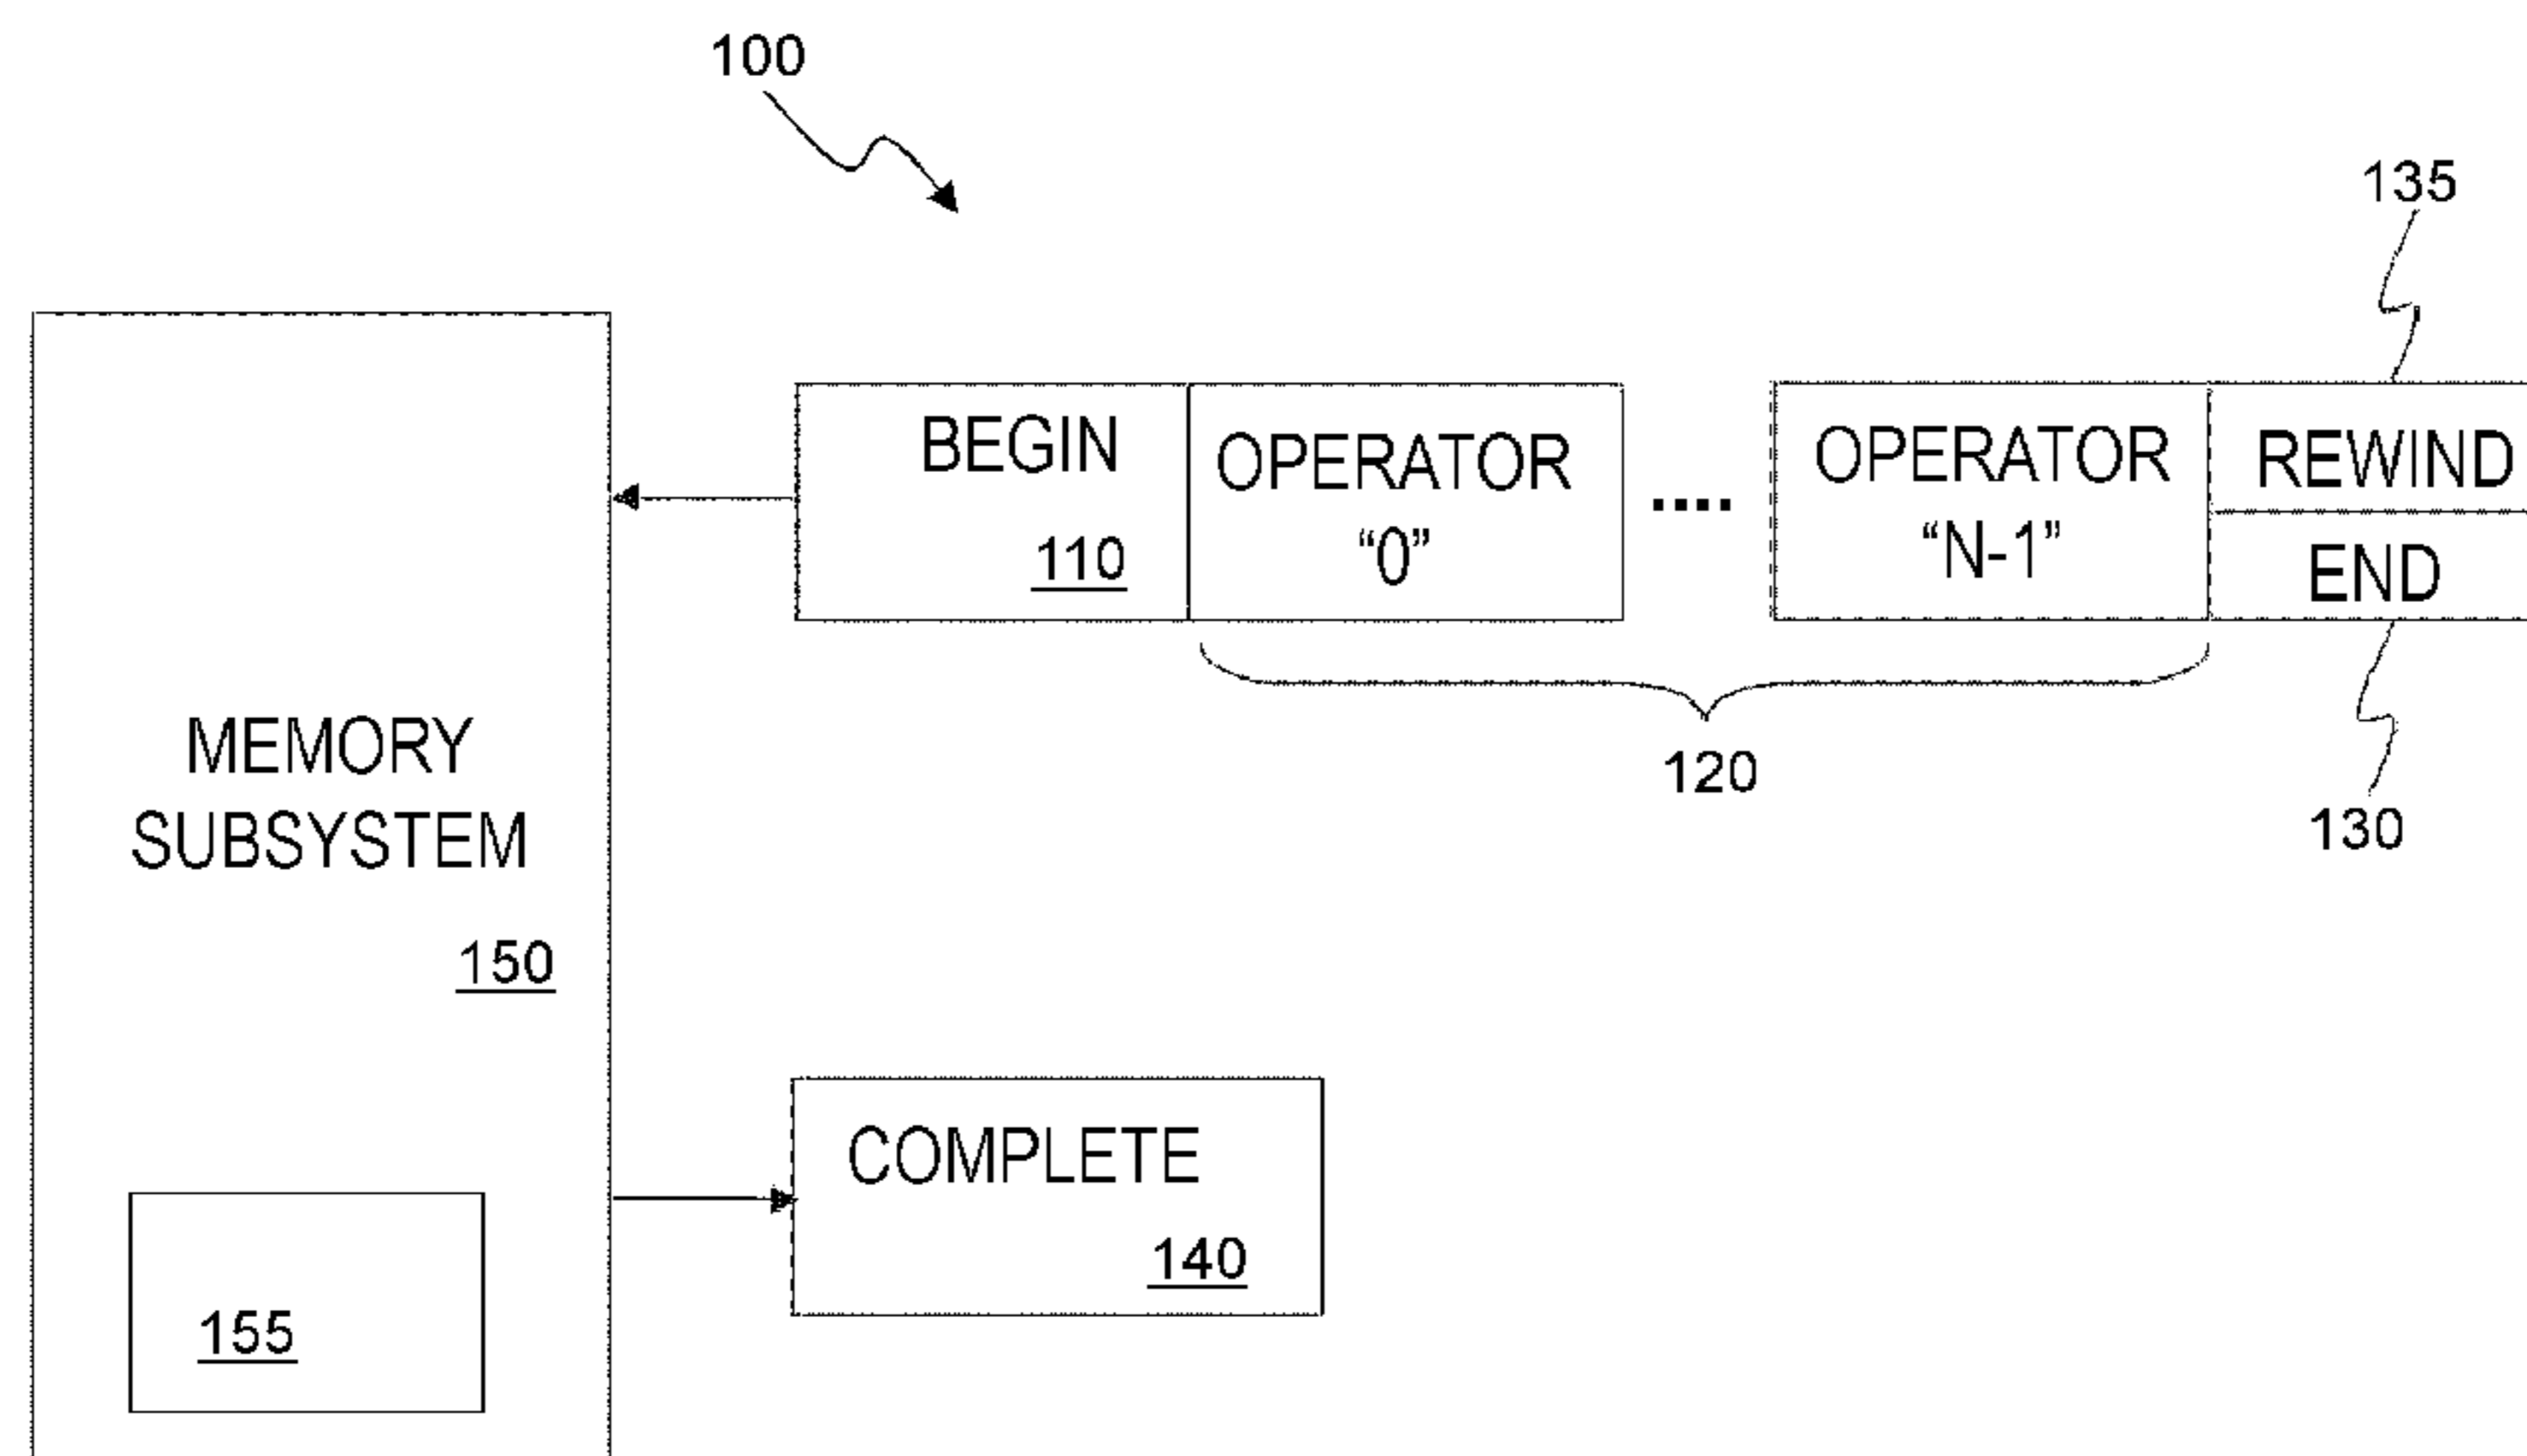 100
135
BEGIN
110
OPERATOR
“0”
....
OPERATOR
“N-1”
REWIND
END
120
130
MEMORY
SUBSYSTEM
150
COMPLETE
140
155